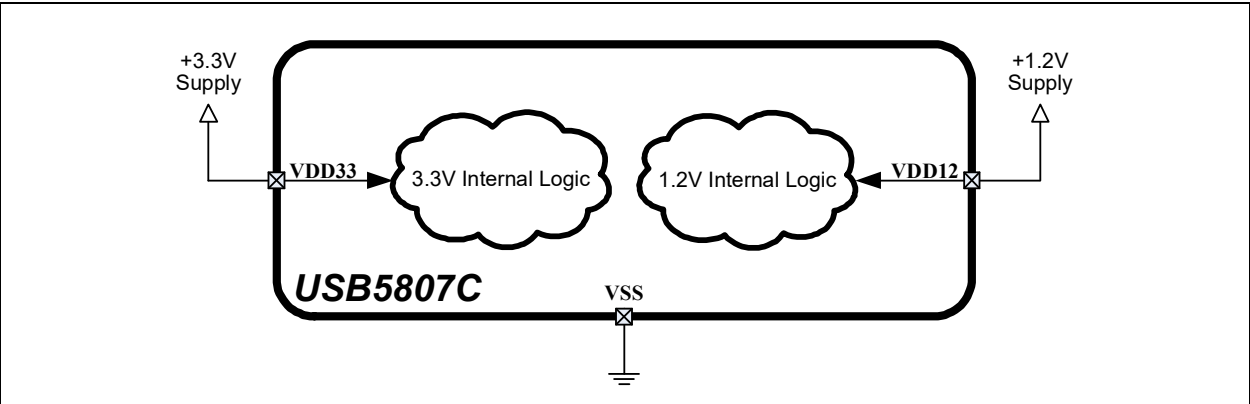 +3.3V
Supply
+1.2V
Supply
VDD33
3.3V Internal Logic
1.2V Internal Logic
VDD12
USB5807C
VSS